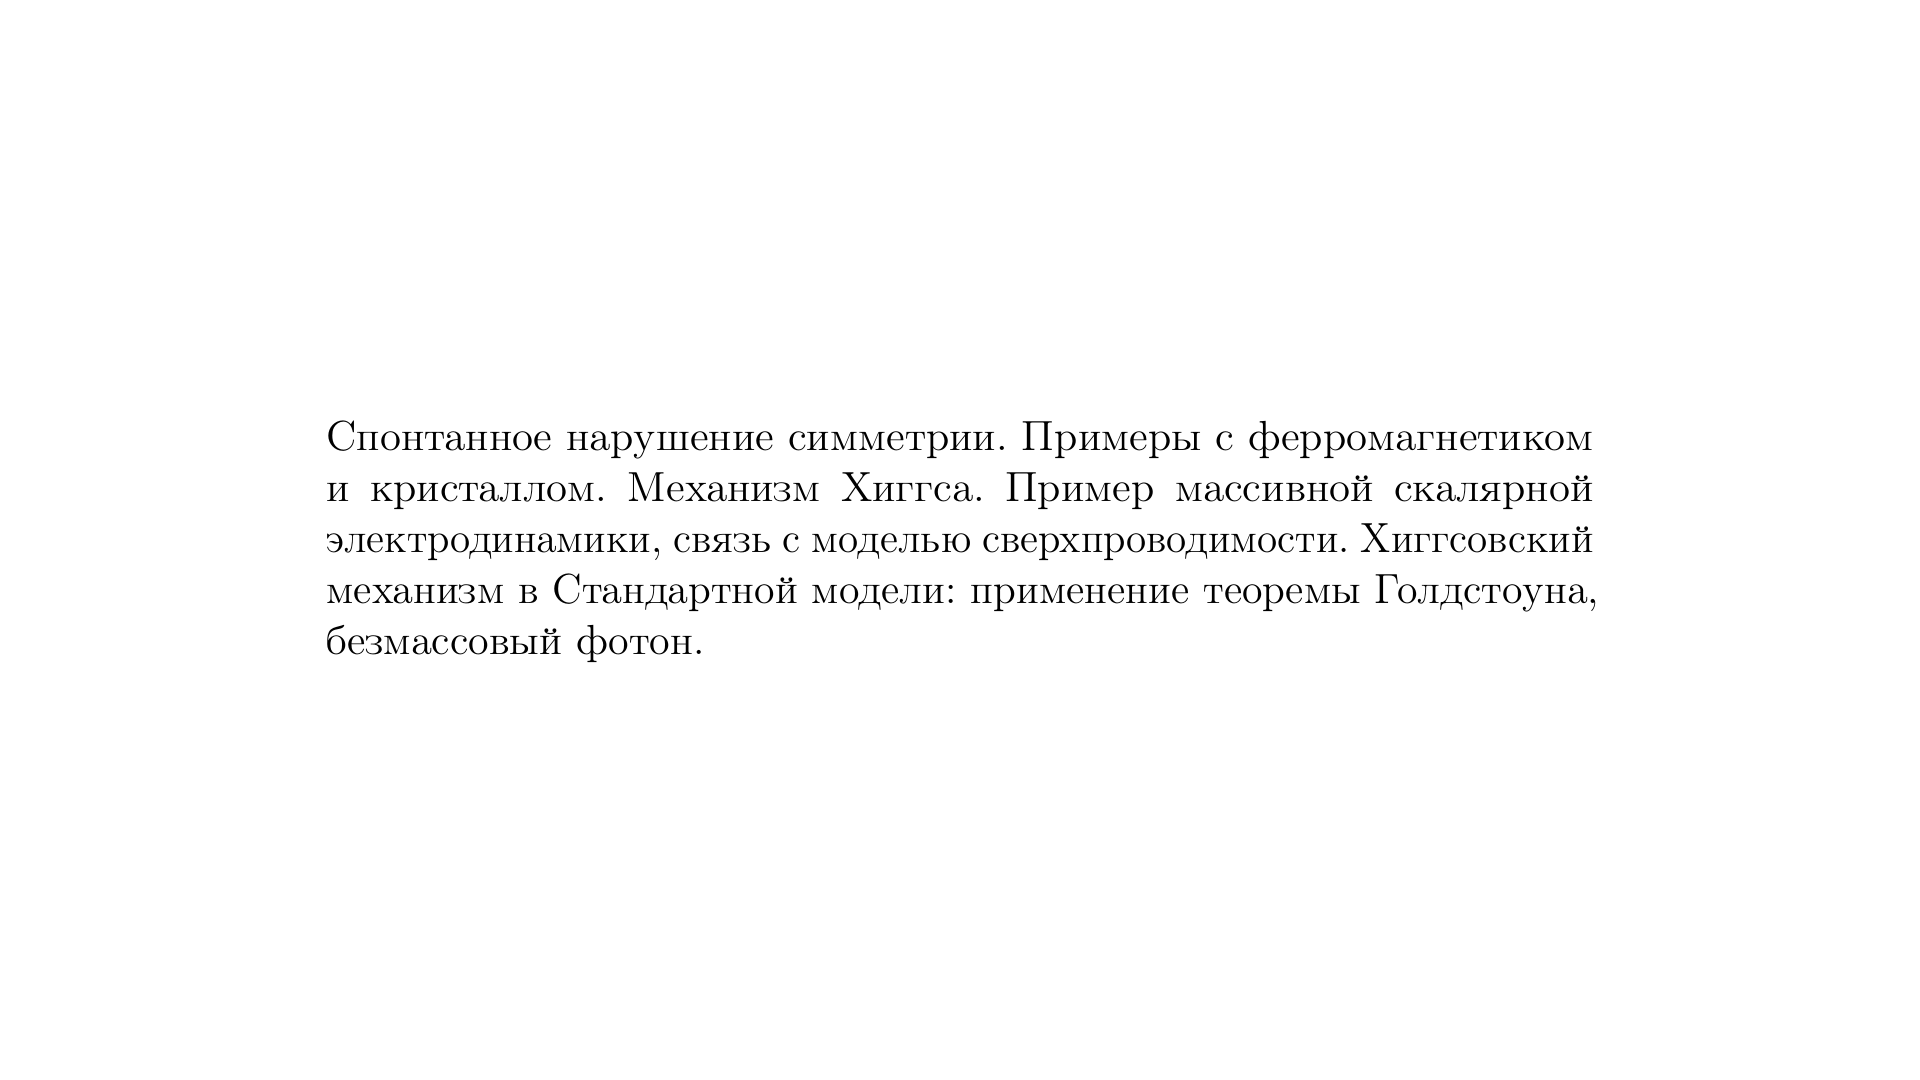 Спонтанное нарушение симметрии. Примеры с ферромагнетиком
и кристаллом. Механизм Хиггса. Пример массивной скалярной
электродинамики, связь с моделью сверхпроводимости. Хиггсовский
механизм в Стандартной модели: применение теоремы Голдстоуна,
безмассовый фотон.